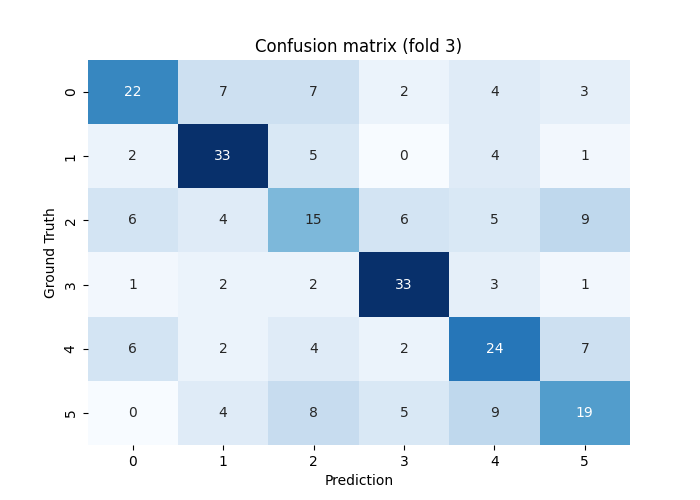 Confusion matrix (fold 3)
Ground Truth
0 22 7 7 2 4 3
1 2 33 5 0 4 1
2 6 4 15 6 5 9
3 1 2 2 33 3 1
4 6 2 4 2 24 7
5 0 4 8 5 9 19
0 1 2 3 4 5
Prediction